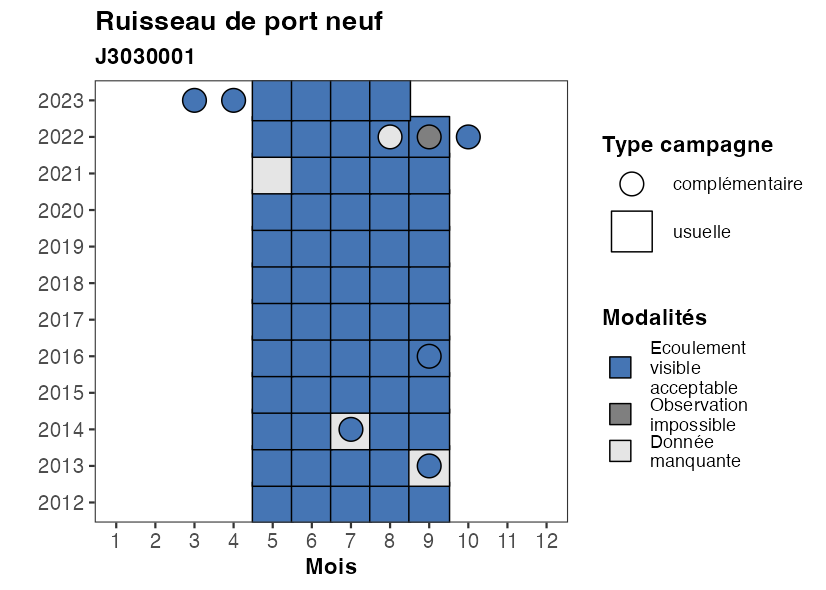 Ruisseau de port neuf
J3030001
2023
2022
2021
2020
2019
2018
2017
2016
2015
2014
2013
2012
1 2 3 4 5 6 7 8 9 10 11 12
Mois
Type campagne
complémentaire
usuelle
Modalités
Ecoulement
visible
acceptable
Observation
impossible
Donnée
manquante